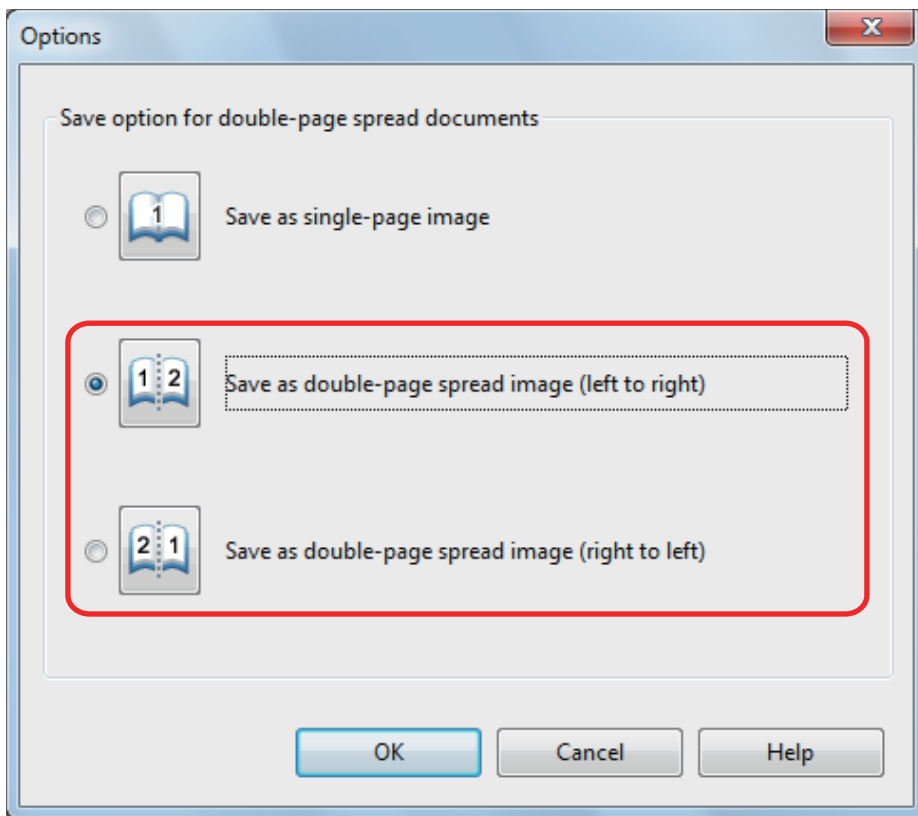 Options
X
Save option for double-page spread documents
1
Save as single-page image
1 2
Save as double-page spread image (left to right)
2 1
Save as double-page spread image (right to left)
OK Cancel Help